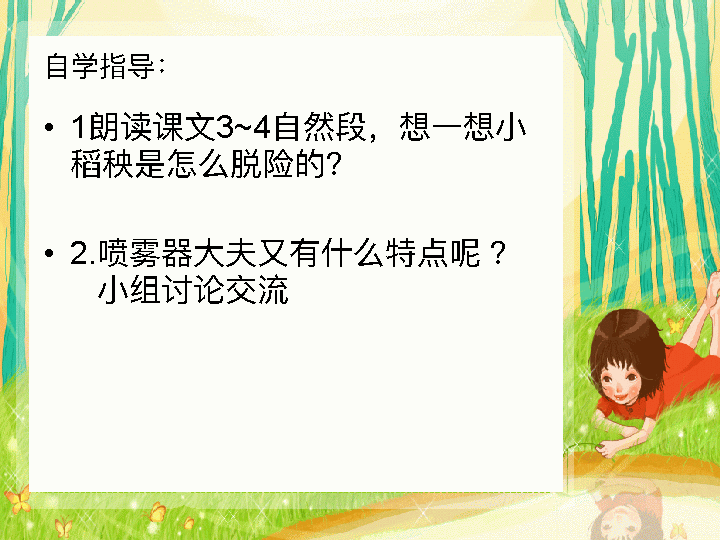 自学指导：
• 1朗读课文3~4自然段，想一想小
稻秧是怎么脱险的?
• 2.喷雾器大夫又有什么特点呢 ？
小组讨论交流